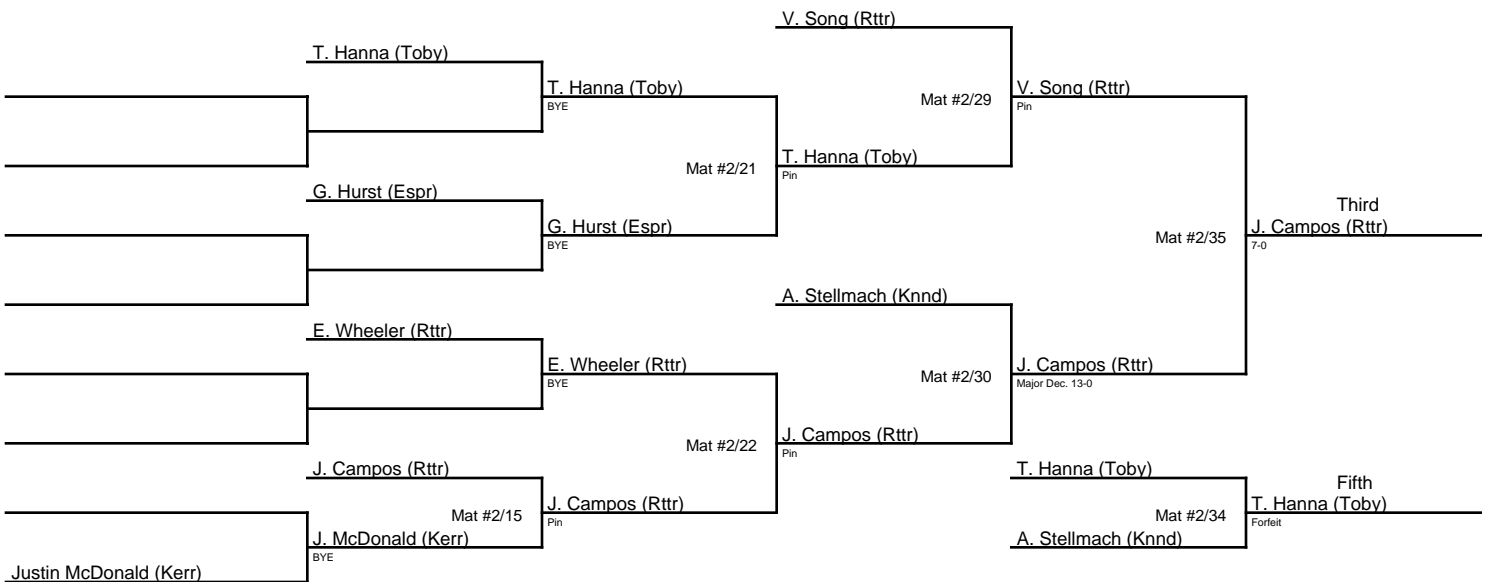 V. Song (Rttr)
T. Hanna (Toby)
T. Hanna (Toby)
BYE
Mat #2/29
V. Song (Rttr)
Pin
Mat #2/21
T. Hanna (Toby)
Pin
G. Hurst (Espr)
Third
G. Hurst (Espr)
BYE
Mat #2/35
J. Campos (Rttr)
7-0
A. Stellmach (Knnd)
E. Wheeler (Rttr)
E. Wheeler (Rttr)
BYE
Mat #2/30
J. Campos (Rttr)
Major Dec. 13-0
Mat #2/22
J. Campos (Rttr)
Pin
J. Campos (Rttr)
T. Hanna (Toby)
Fifth
Mat #2/15
J. Campos (Rttr)
Pin
Mat #2/34
T. Hanna (Toby)
Forfeit
J. McDonald (Kerr)
BYE
A. Stellmach (Knnd)
Justin McDonald (Kerr)